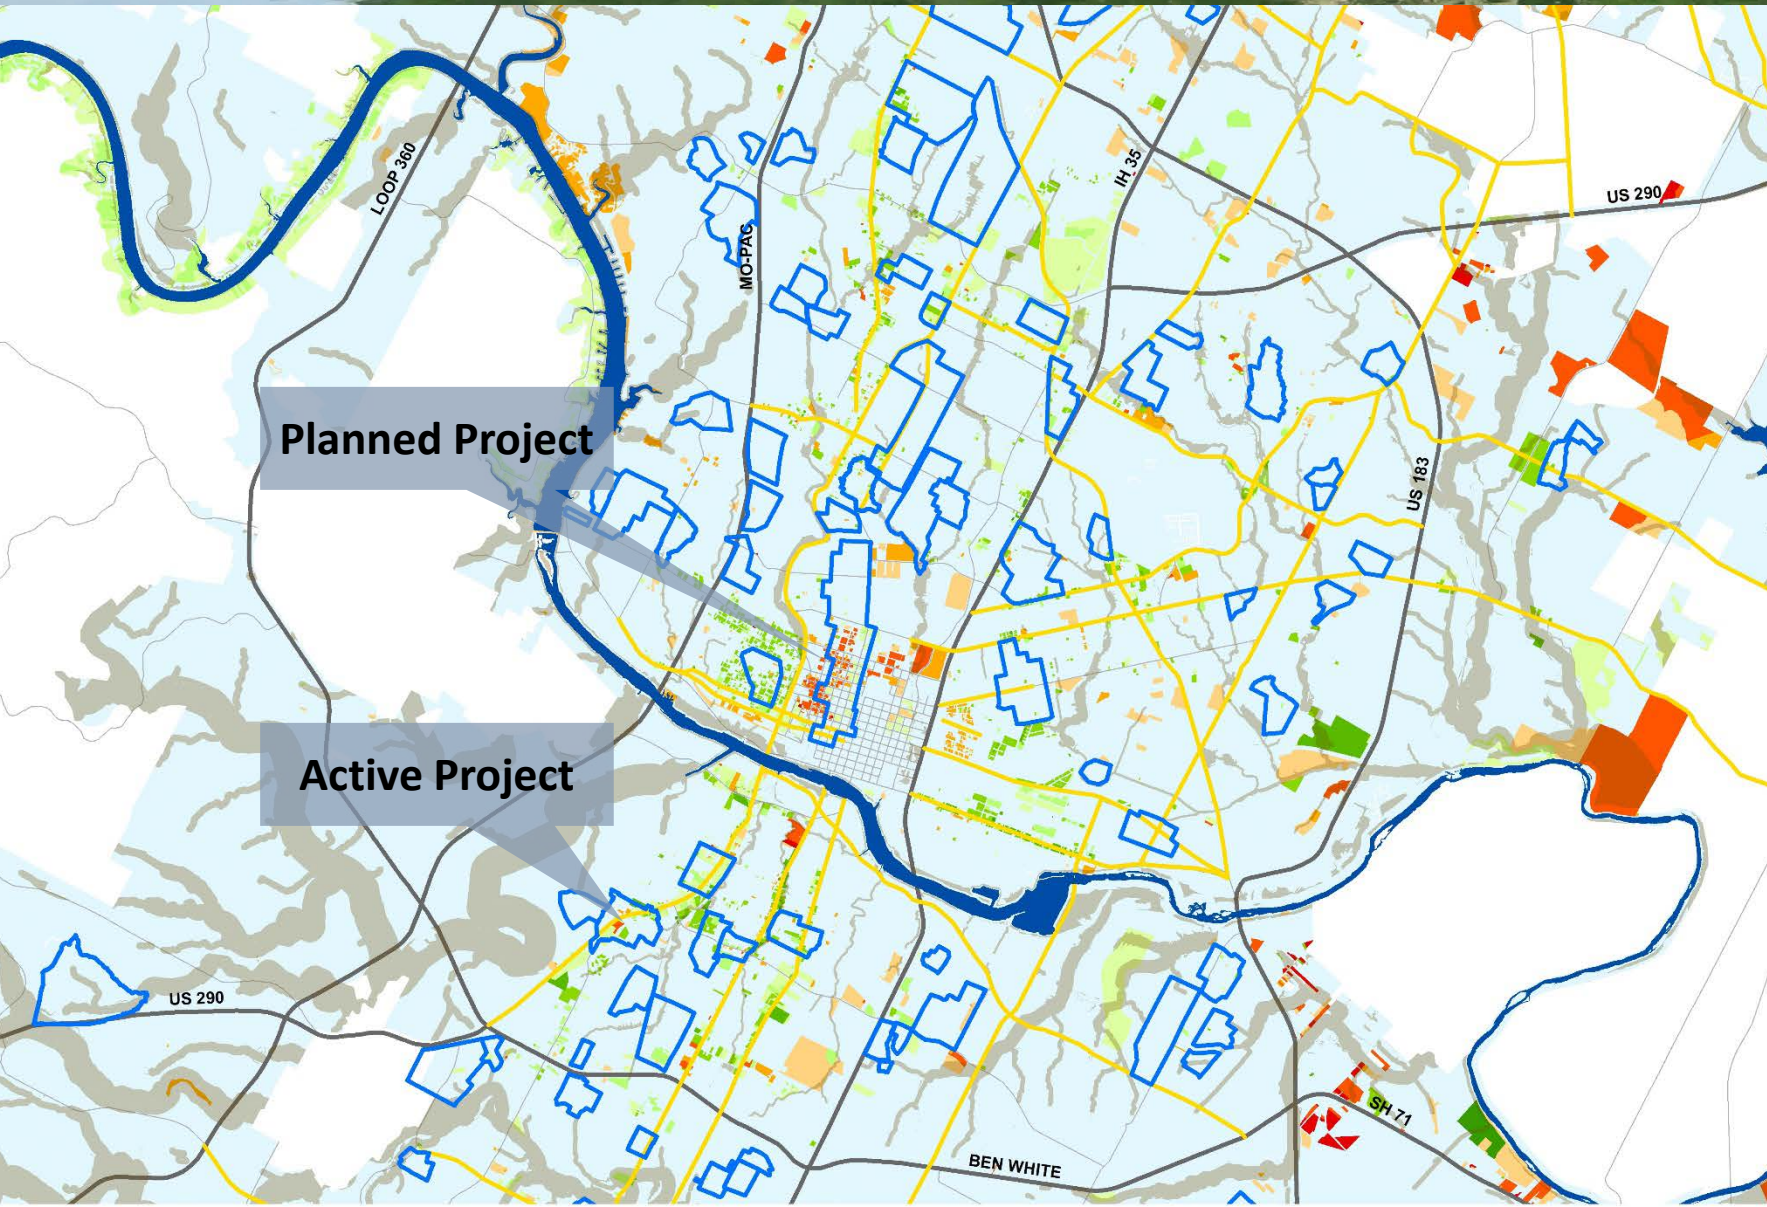 LOOP 360
IH 35
US 290
MO-PAC
Planned Project
US 183
Active Project
US 290
SH 71
BEN WHITE